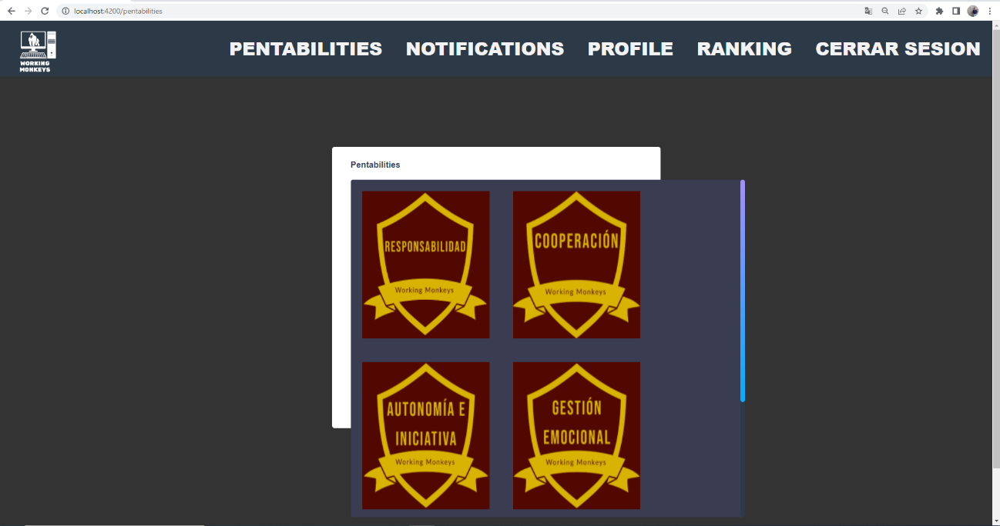 localhost:4200/pentabilities
WORKING
MONKEYS
PENTABILITIES NOTIFICATIONS PROFILE RANKING CERRAR SESION
Pentabilities
RESPONSABILIDAD
Working Monkeys
COOPERACIÓN
Working Monkeys
AUTONOMÍA E
INICIATIVA
Working Monkeys
GESTIÓN
EMOCIONAL
Working Monkeys